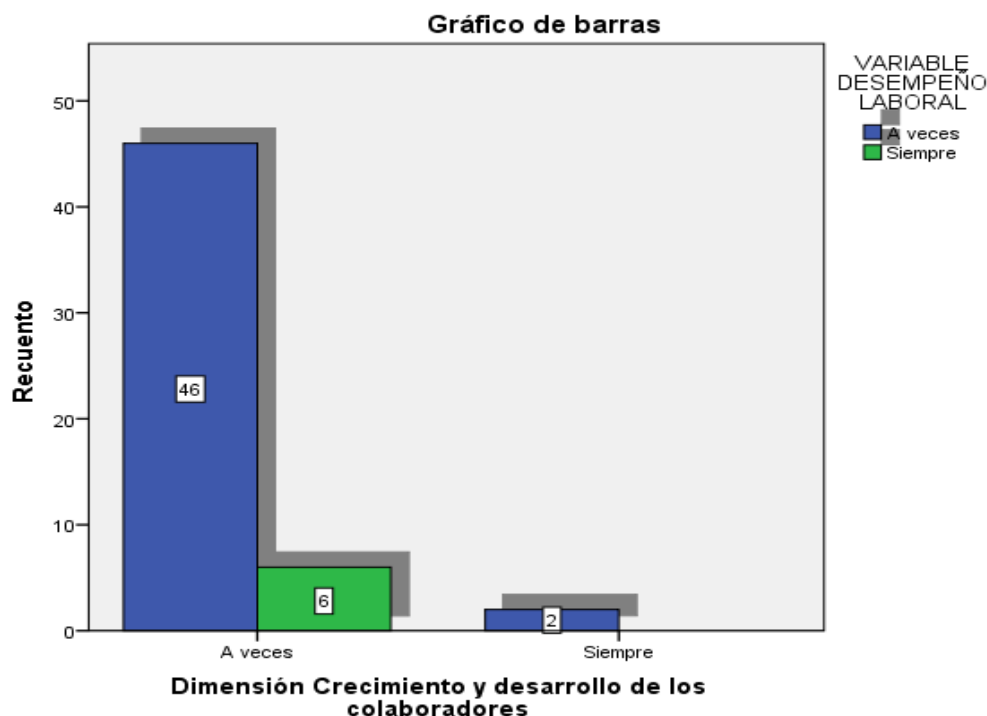 Gráfico de barras
VARIABLE
DESEMPEÑO
LABORAL
A veces
Siempre
Recuento
50
40
30
20
10
0
46
6
2
A veces
Siempre
Dimensión Crecimiento y desarrollo de los
colaboradores